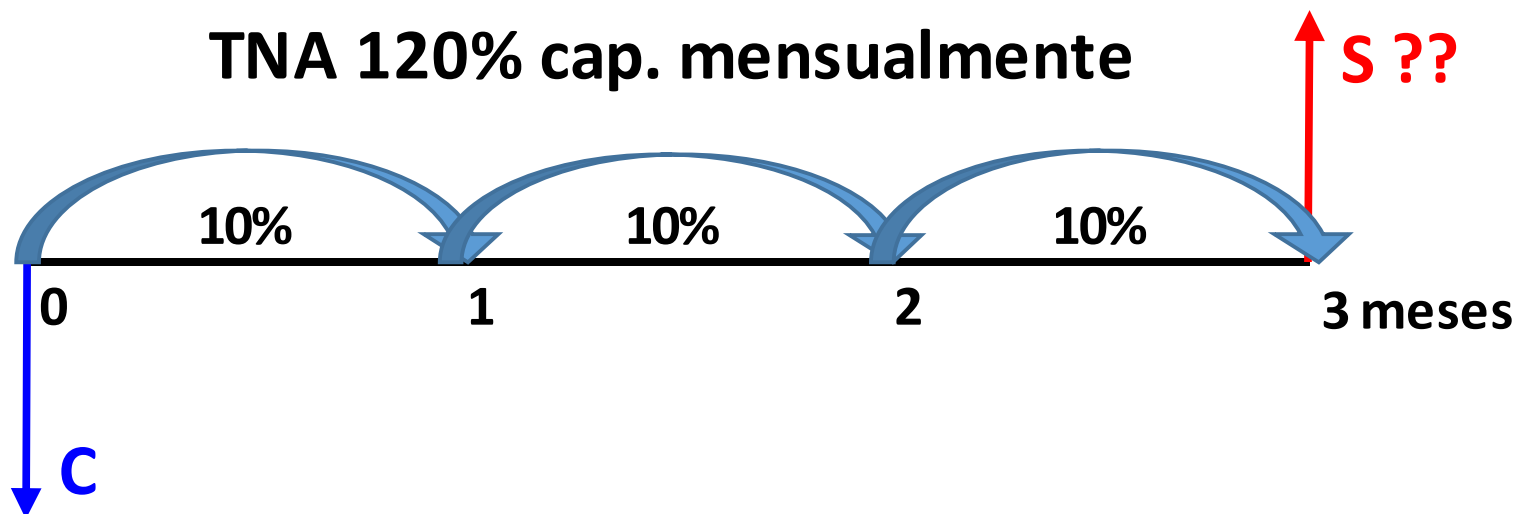 TNA 120% cap. mensualmente
S ??
10% 10% 10%
0 1 2 3 meses
C